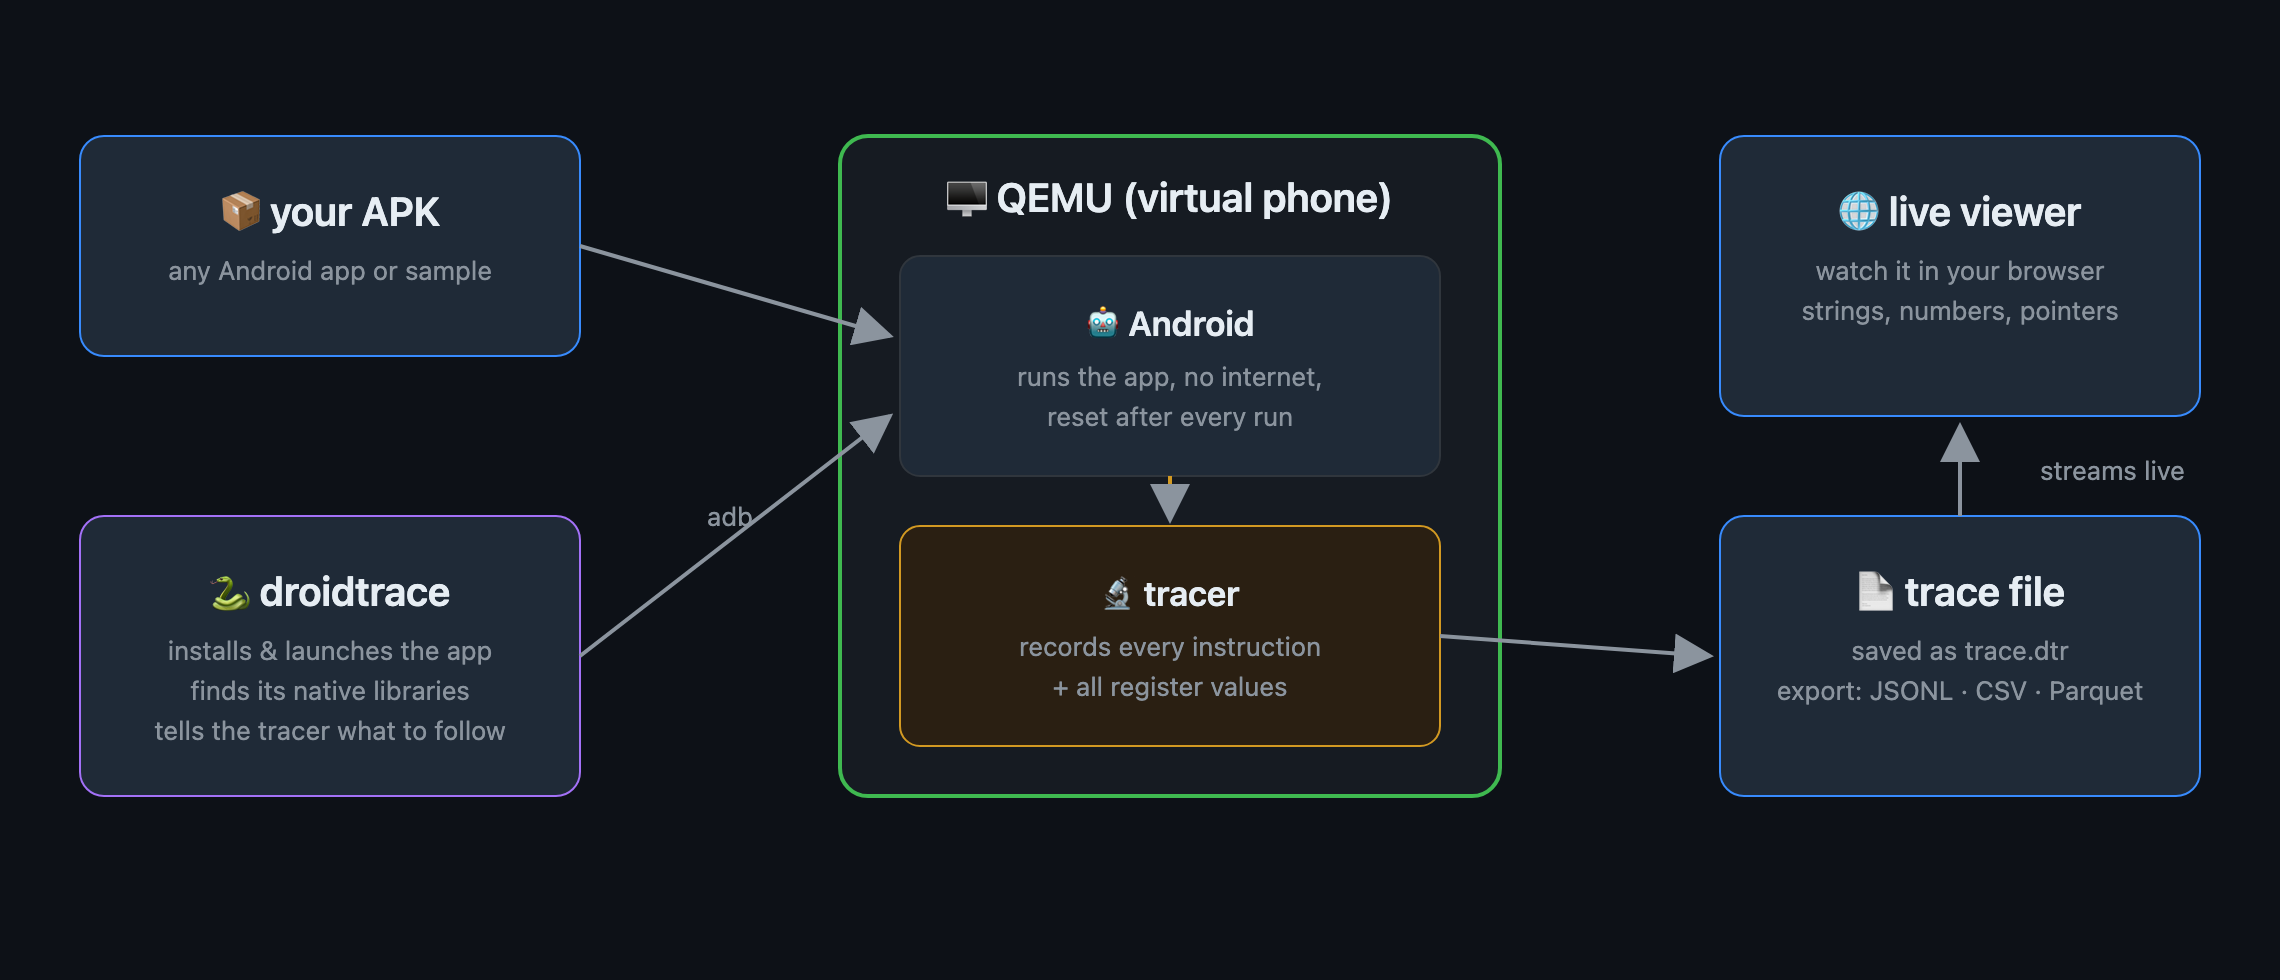 your APK
any Android app or sample
adb
droidtrace
installs & launches the app
finds its native libraries
tells the tracer what to follow
QEMU (virtual phone)
Android
runs the app, no internet,
reset after every run
tracer
records every instruction
+ all register values
live viewer
watch it in your browser
strings, numbers, pointers
streams live
trace file
saved as trace.dtr
export: JSONL · CSV · Parquet